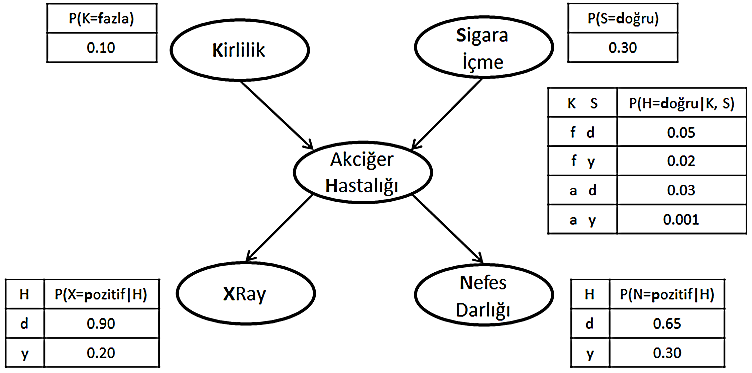 P(K=fazla)
0.10
Kirlilik
Sigara
İçme
P(S=doğru)
0.30
K S P(H=doğru|K, S)
f d 0.05
f y 0.02
a d 0.03
a y 0.001
Akciğer
Hastalığı
H P(X=pozitif|H)
d 0.90
y 0.20
XRay
Nefes
Darlığı
H P(N=pozitif|H)
d 0.65
y 0.30